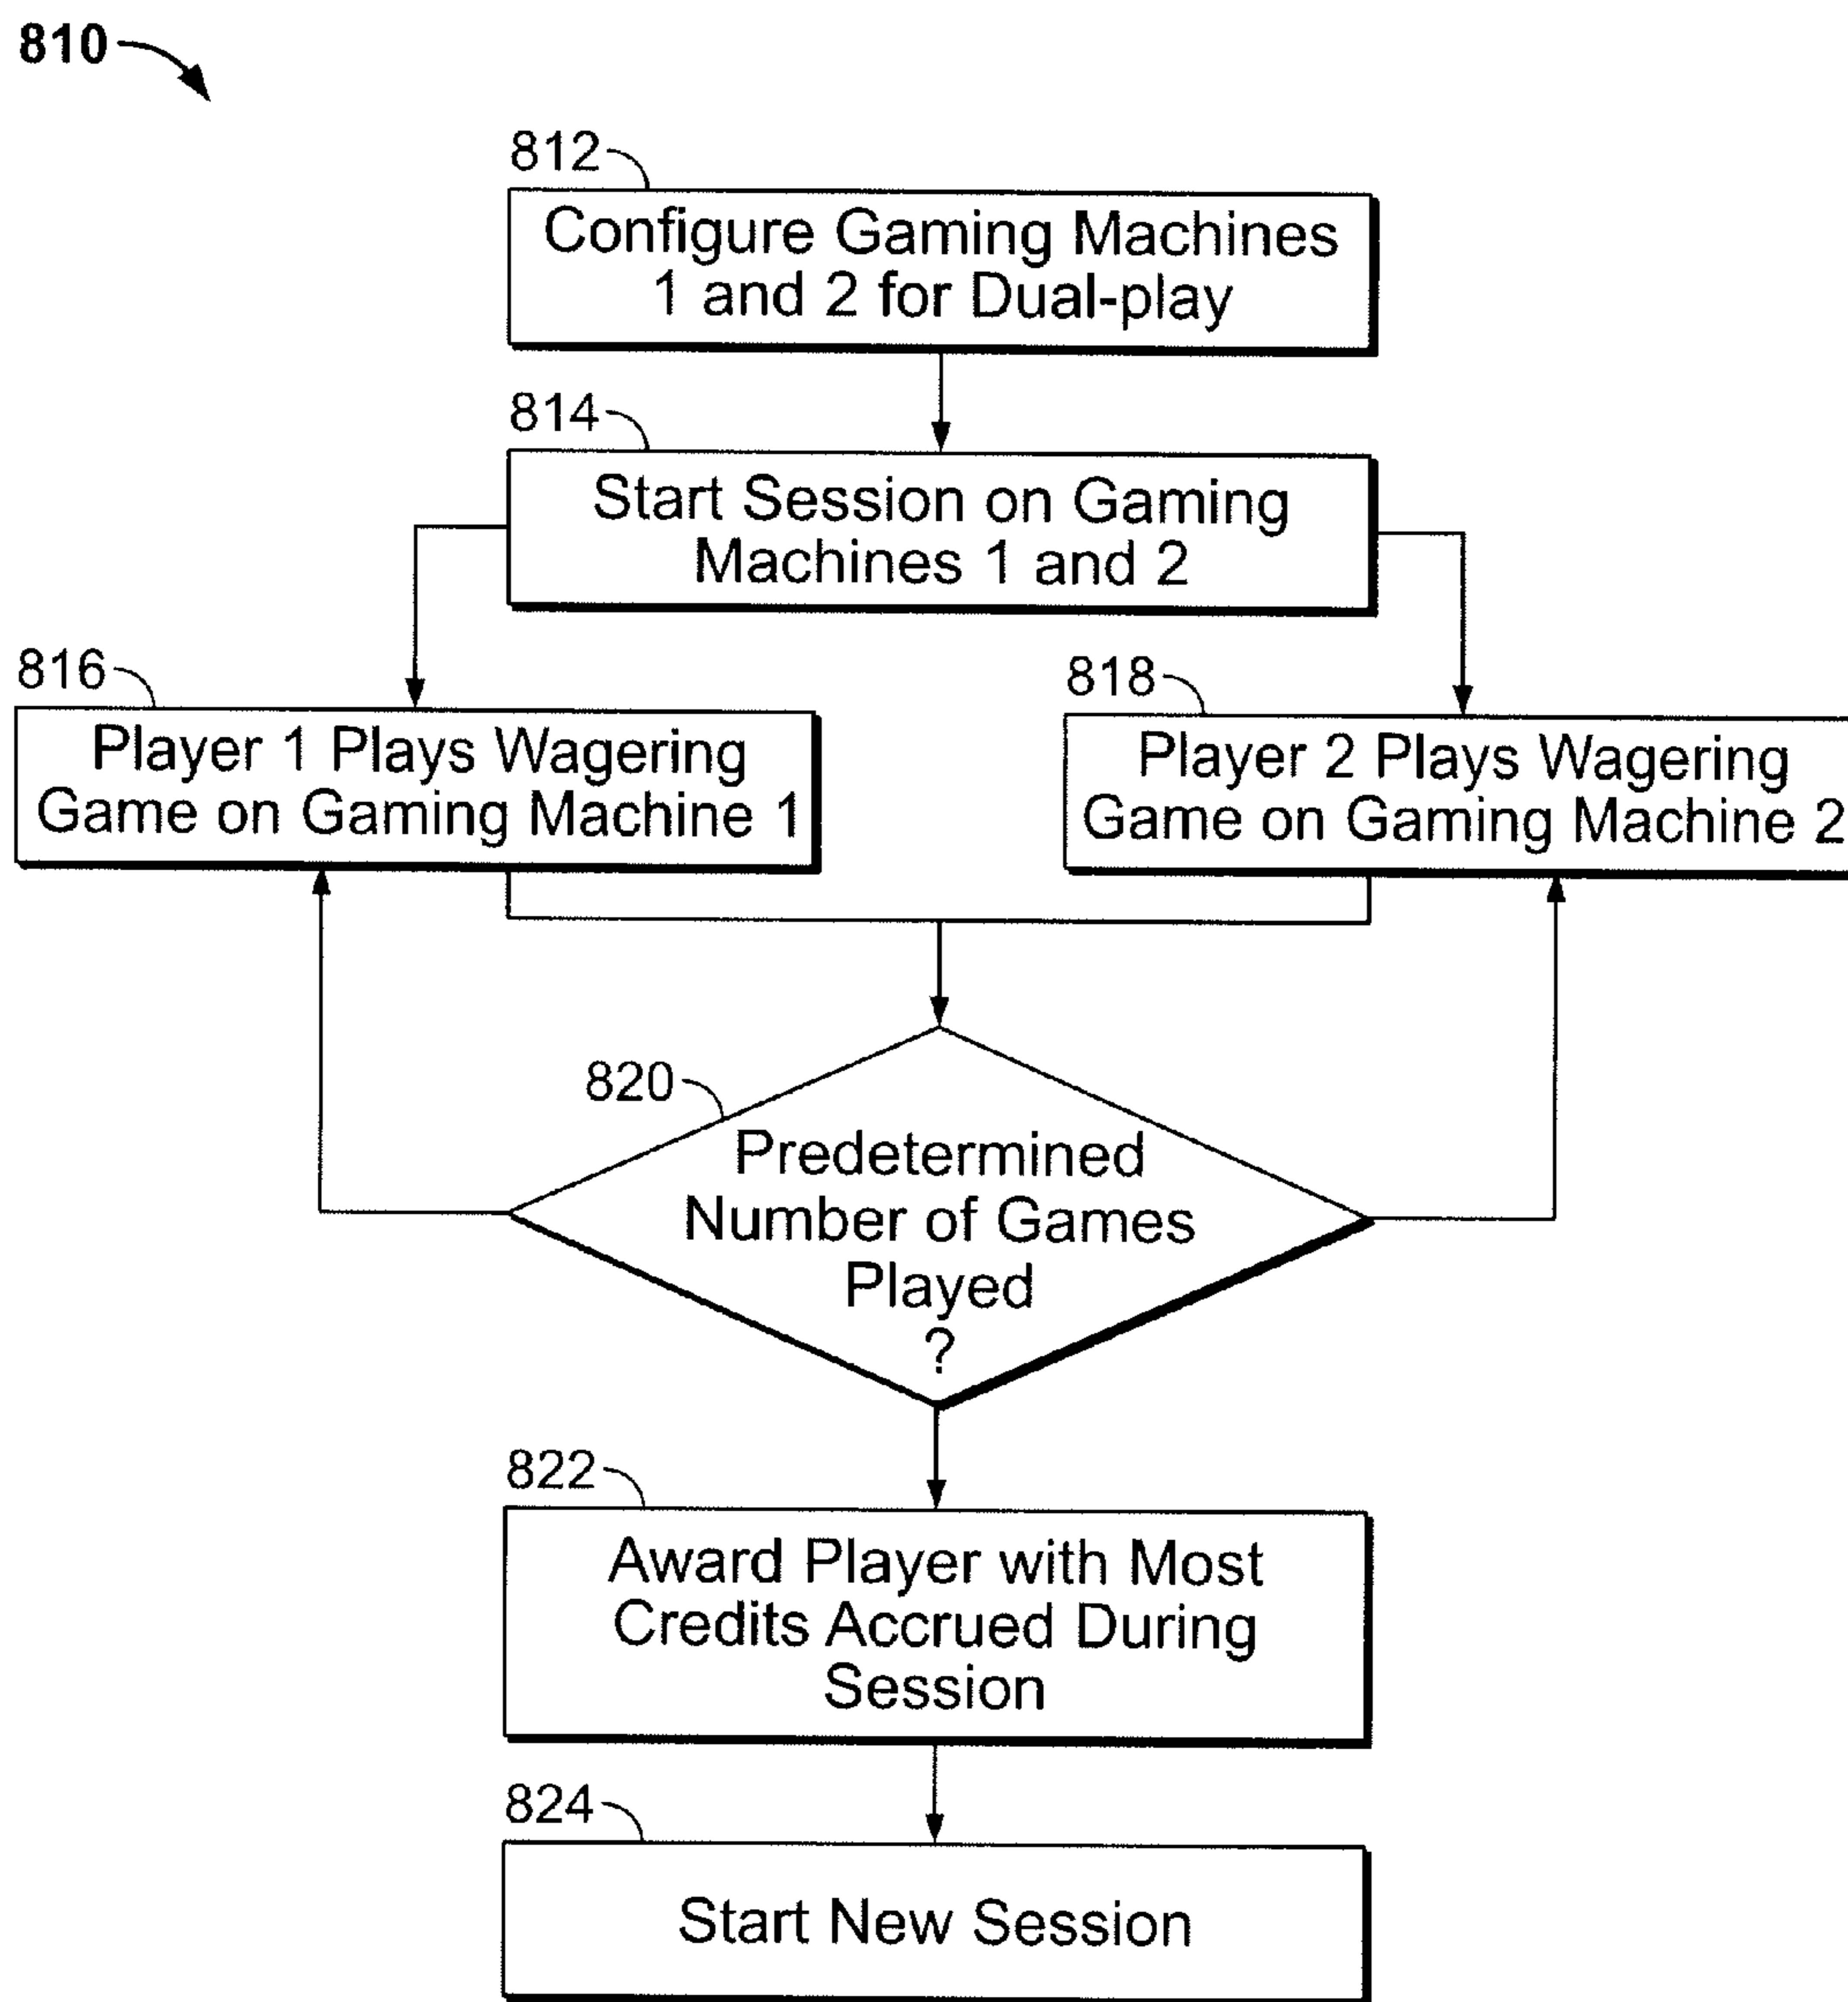 810
812
Configure Gaming Machines
1 and 2 for Dual-play
814
Start Session on Gaming
Machines 1 and 2
816
Player 1 Plays Wagering
Game on Gaming Machine 1
818
Player 2 Plays Wagering
Game on Gaming Machine 2
820
Predetermined
Number of Games
Played
?
822
Award Player with Most
Credits Accrued During
Session
824
Start New Session